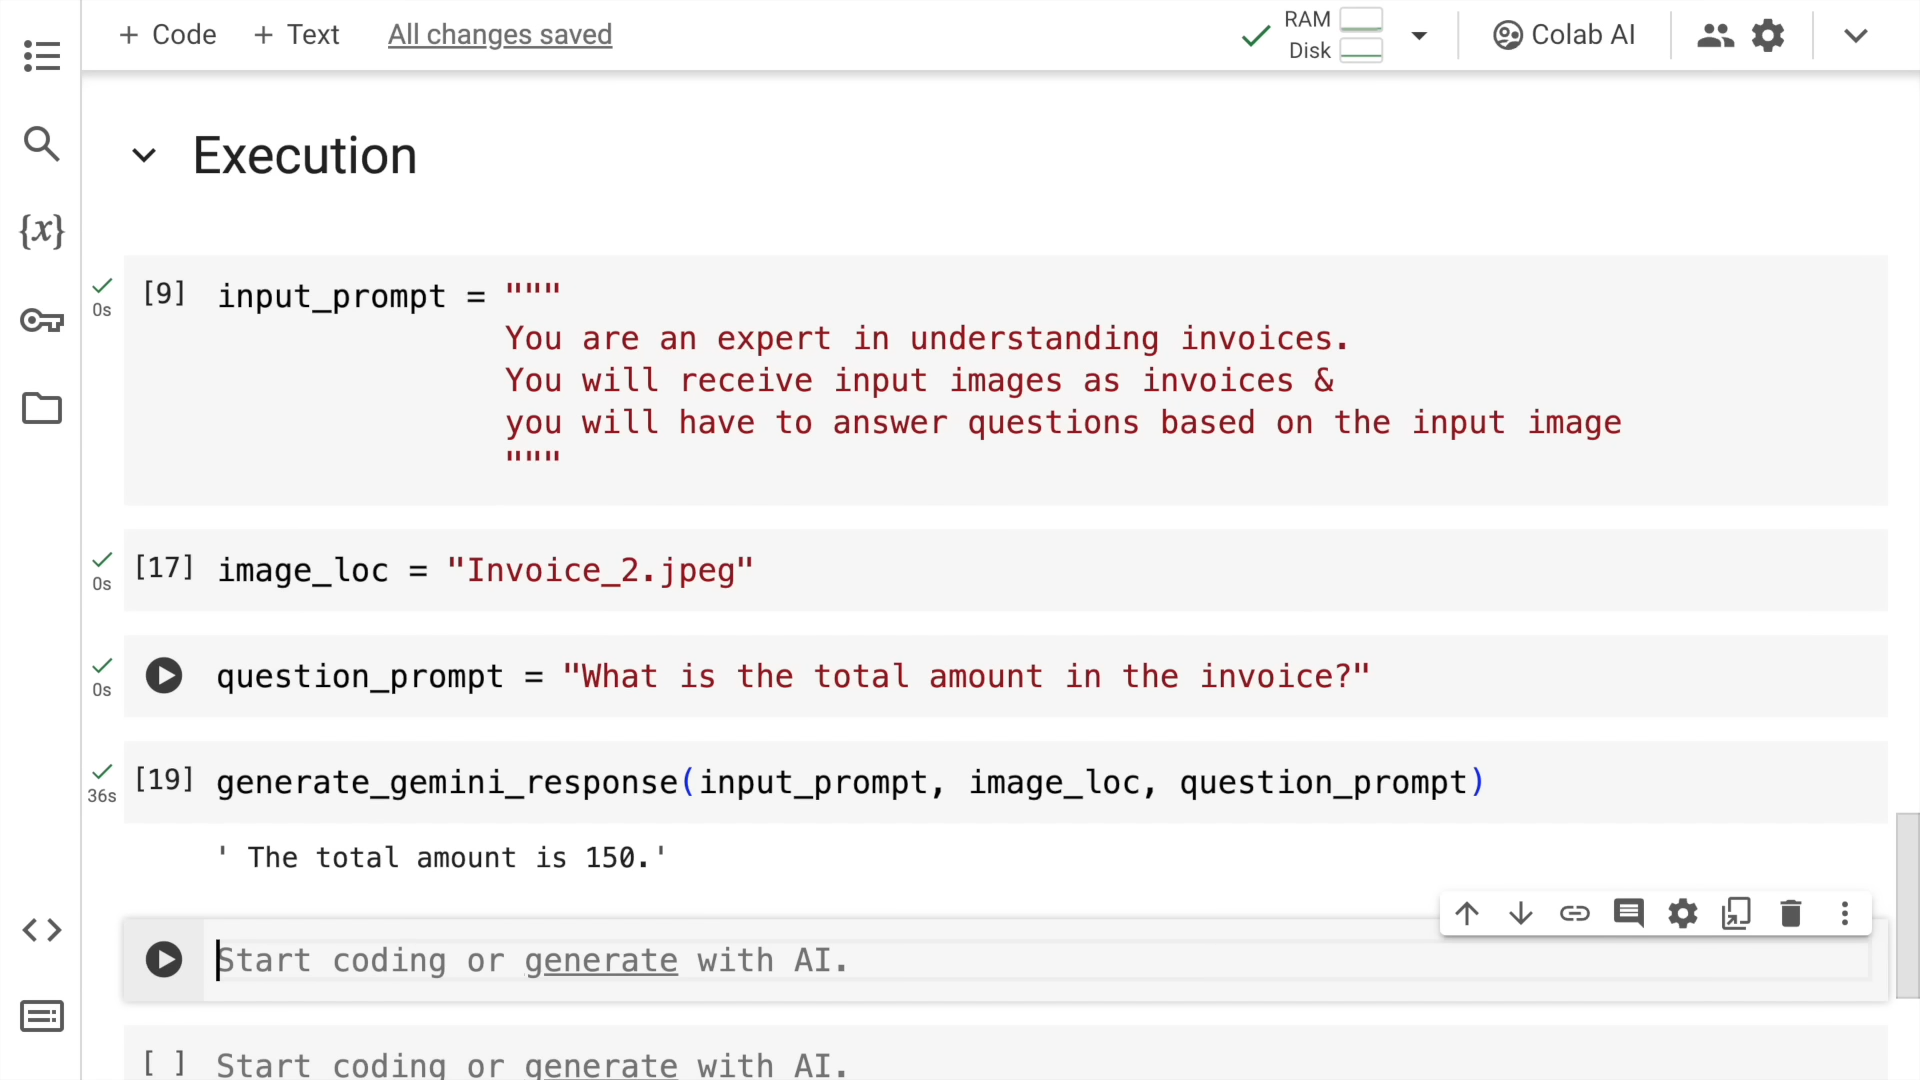 + Code + Text All changes saved
RAM
Disk
Colab AI
Execution
{x}
[9] input_prompt = """
0s
You are an expert in understanding invoices.
You will receive input images as invoices &
you will have to answer questions based on the input image
"""
[17] image_loc = "Invoice_2.jpeg"
0s
question_prompt = "What is the total amount in the invoice?"
0s
[19] generate_gemini_response(input_prompt, image_loc, question_prompt)
36s
' The total amount is 150.'
Start coding or generate with AI.
[ ] Start coding or generate with AI.